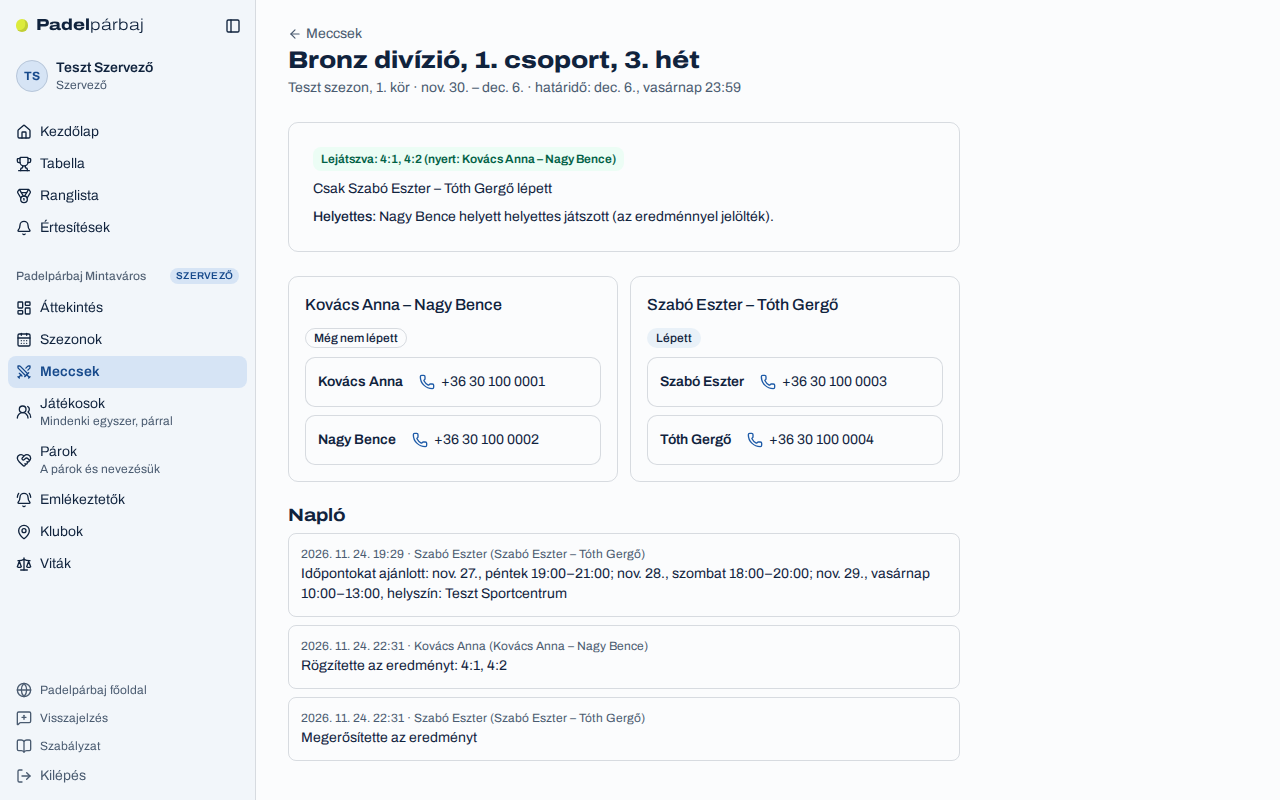 Padelpárbaj
TS
Teszt Szervező
Szervező
Kezdőlap
Tabella
Ranglista
Értesítések
Padelpárbaj Mintaváros SZERVEZŐ
Áttekintés
Szezonok
Meccsek
Játékosok
Mindenki egyszer, párral
Párok
A párok és nevezésük
Emlékeztetők
Klubok
Viták
Padelpárbaj főoldal
Visszajelzés
Szabályzat
Kilépés
Meccsek
Bronz divízió, 1. csoport, 3. hét
Teszt szezon, 1. kör · nov. 30. – dec. 6. · határidő: dec. 6., vasárnap 23:59
Lejátszva: 4:1, 4:2 (nyert: Kovács Anna – Nagy Bence)
Csak Szabó Eszter – Tóth Gergő lépett
Helyettes: Nagy Bence helyett helyettes játszott (az eredménnyel jelölték).
Kovács Anna – Nagy Bence
Még nem lépett
Kovács Anna +36 30 100 0001
Nagy Bence +36 30 100 0002
Szabó Eszter – Tóth Gergő
Lépett
Szabó Eszter +36 30 100 0003
Tóth Gergő +36 30 100 0004
Napló
2026. 11. 24. 19:29 · Szabó Eszter (Szabó Eszter – Tóth Gergő)
Időpontokat ajánlott: nov. 27., péntek 19:00–21:00; nov. 28., szombat 18:00–20:00; nov. 29., vasárnap
10:00–13:00, helyszín: Teszt Sportcentrum
2026. 11. 24. 22:31 · Kovács Anna (Kovács Anna – Nagy Bence)
Rögzítette az eredményt: 4:1, 4:2
2026. 11. 24. 22:31 · Szabó Eszter (Szabó Eszter – Tóth Gergő)
Megerősítette az eredményt